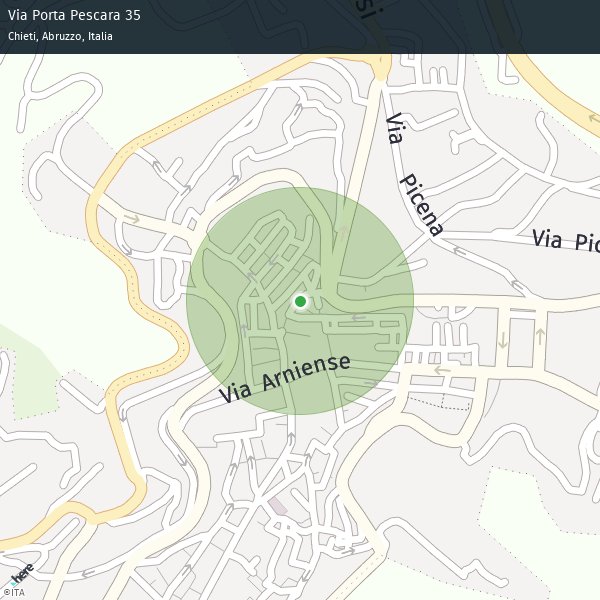 Via Porta Pescara 35
Chieti, Abruzzo, Italia
si
Via Picena
Via Pic
Via Arniense
here
©ITA